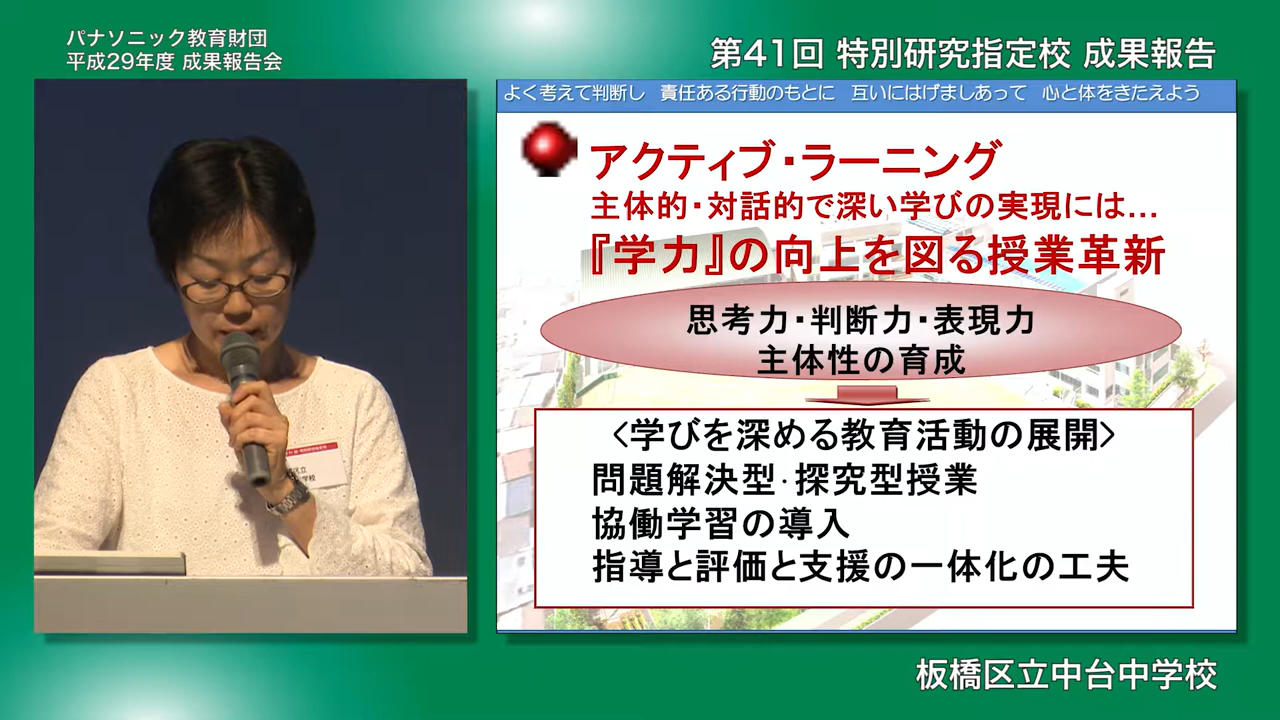 パナソニック教育財団
平成29年度 成果報告会
第41回 特別研究指定校 成果報告
よく考えて判断し 責任ある行動のもとに 互いにはげましあって 心と体をきたえよう
アクティブ・ラーニング
主体的・対話的で深い学びの実現には…
『学力』の向上を図る授業革新
思考力・判断力・表現力
主体性の育成
<学びを深める教育活動の展開>
問題解決型・探究型授業
協働学習の導入
指導と評価と支援の一体化の工夫
橋区立
学校
板橋区立中台中学校